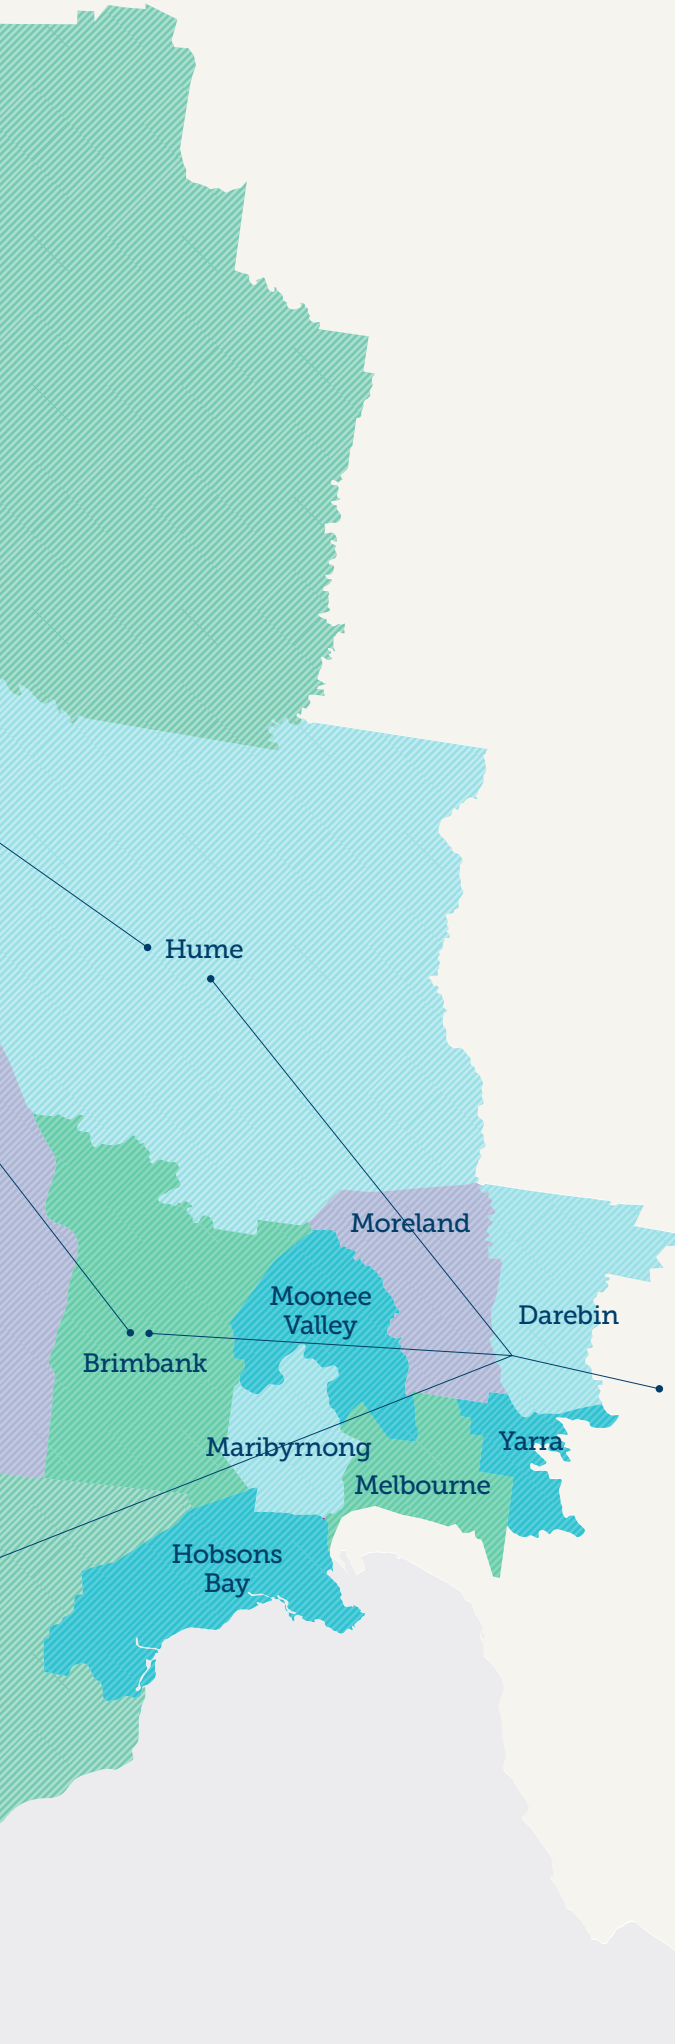 Hume
Moreland
Moonee
Valley
Darebin
Brimbank
Yarra
Maribyrnong
Melbourne
Hobsons
Bay